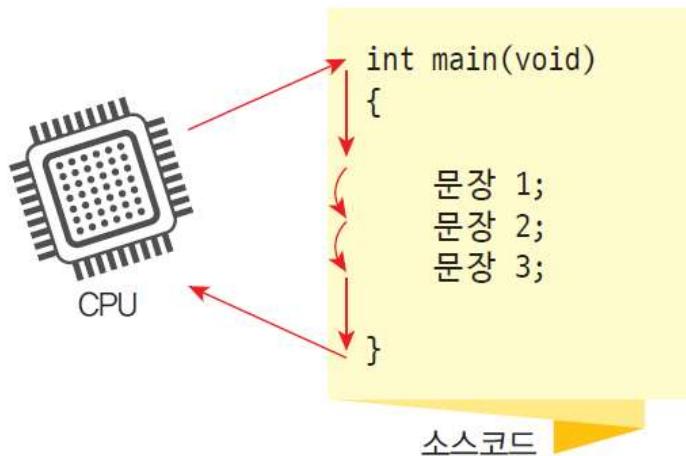 int main(void)
{
문장 1;
문장 2;
문장 3;
}
CPU
소스코드